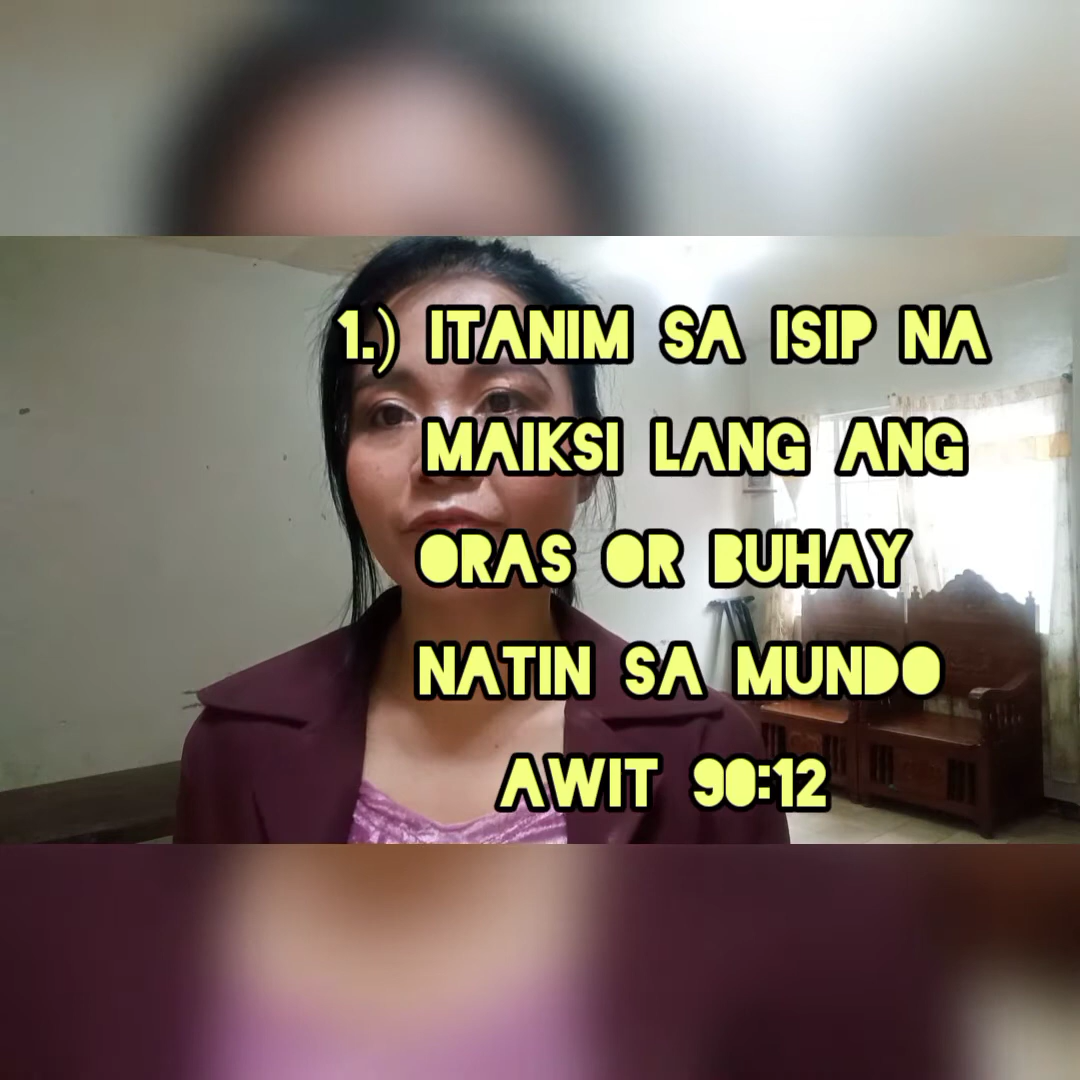 1.) ITANIM SA ISIP NA
MAIKSI LANG ANG
ORAS OR BUHAY
NATIN SA MUNDO
AWIT 90:12